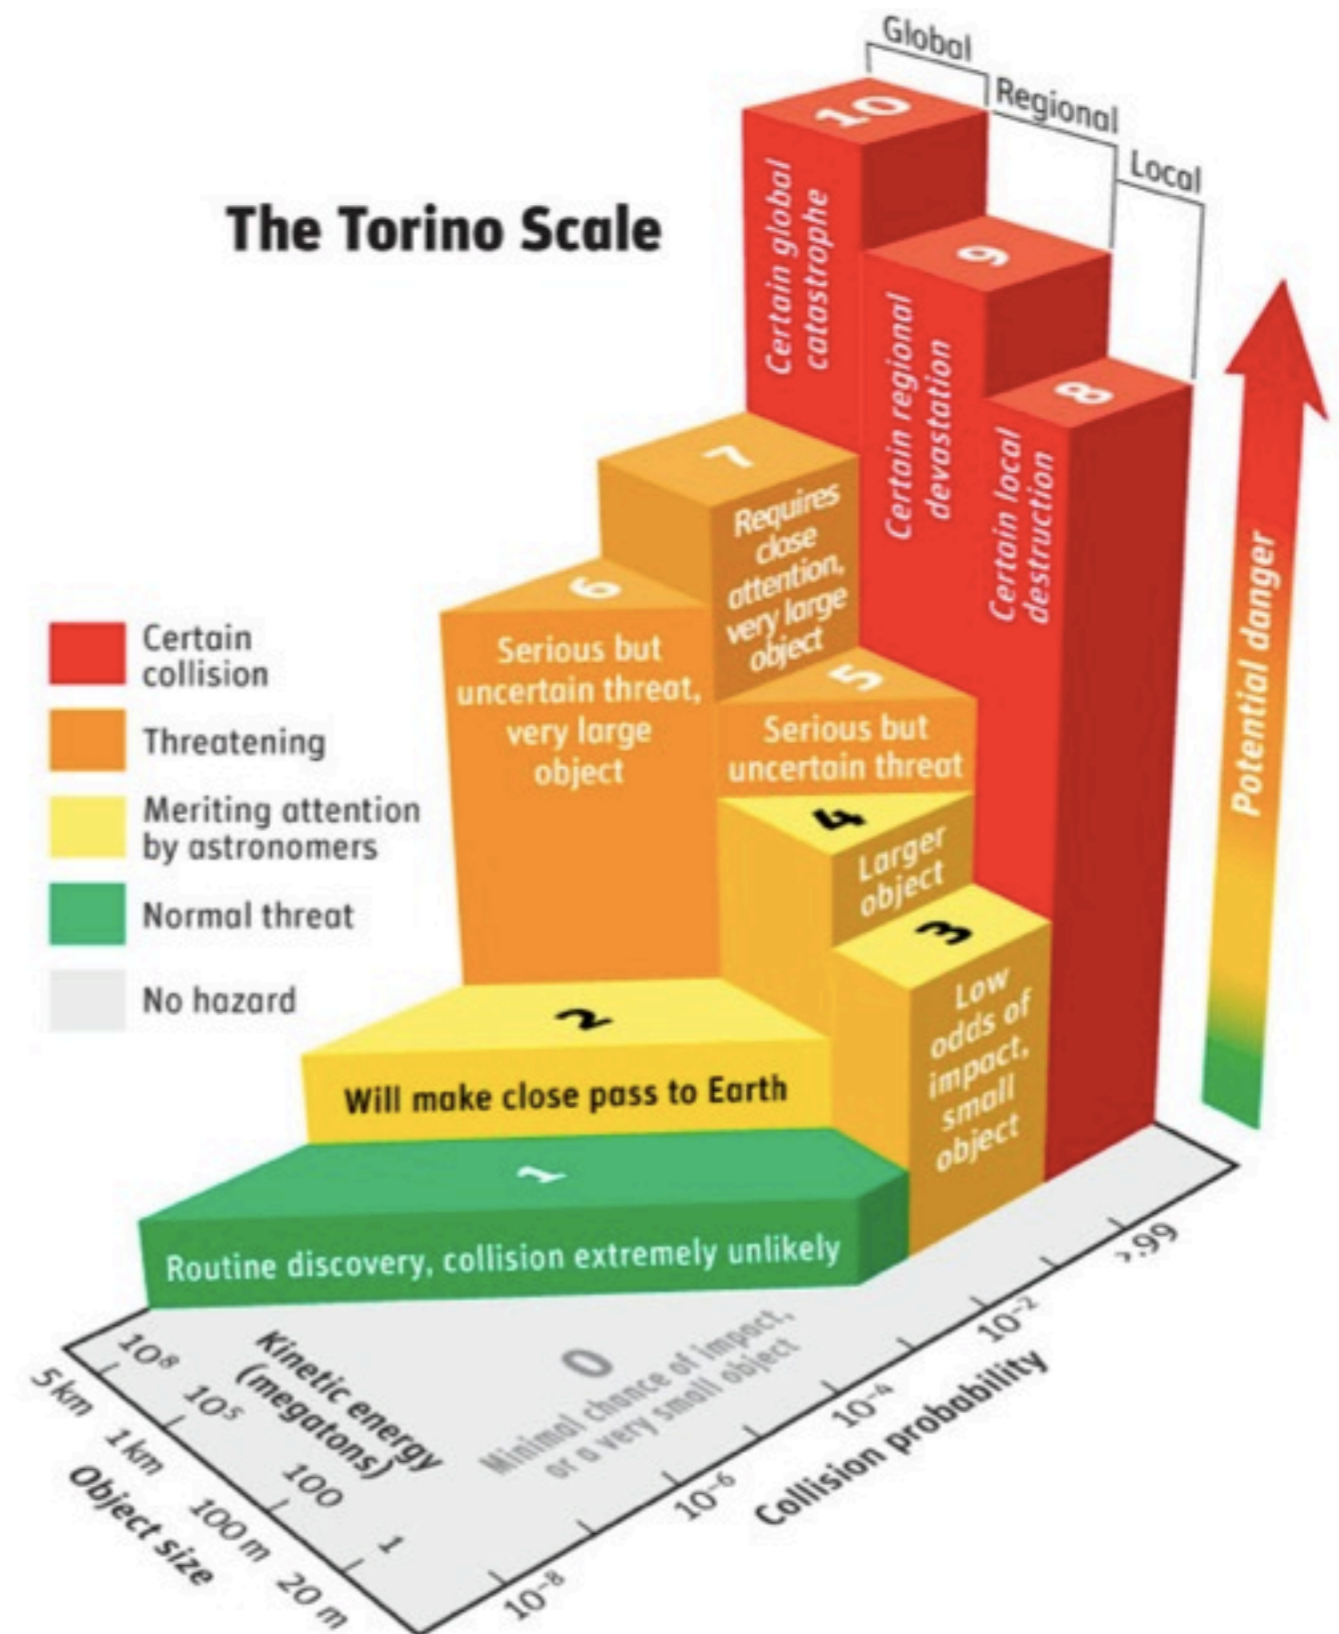 Global
Regional
Local
The Torino Scale
10
Certain global
catastrophe
9
Certain regional
devastation
8
Certain local
destruction
7
Requires
close
attention,
very large
object
6
Serious but
uncertain threat,
very large
object
5
Serious but
uncertain threat
4
Larger
object
3
Low
odds of
impact,
small
object
2
Will make close pass to Earth
1
Routine discovery, collision extremely unlikely
0
Minimal chance of impact,
or a very small object
Certain
collision
Threatening
Meriting attention
by astronomers
Normal threat
No hazard
Potential danger
Kinetic energy
(megatons)
10⁸
10⁵
100
1
5 km
1 km
100 m
20 m
Object size
10⁻⁸
10⁻⁶
10⁻⁴
10⁻²
>.99
Collision probability